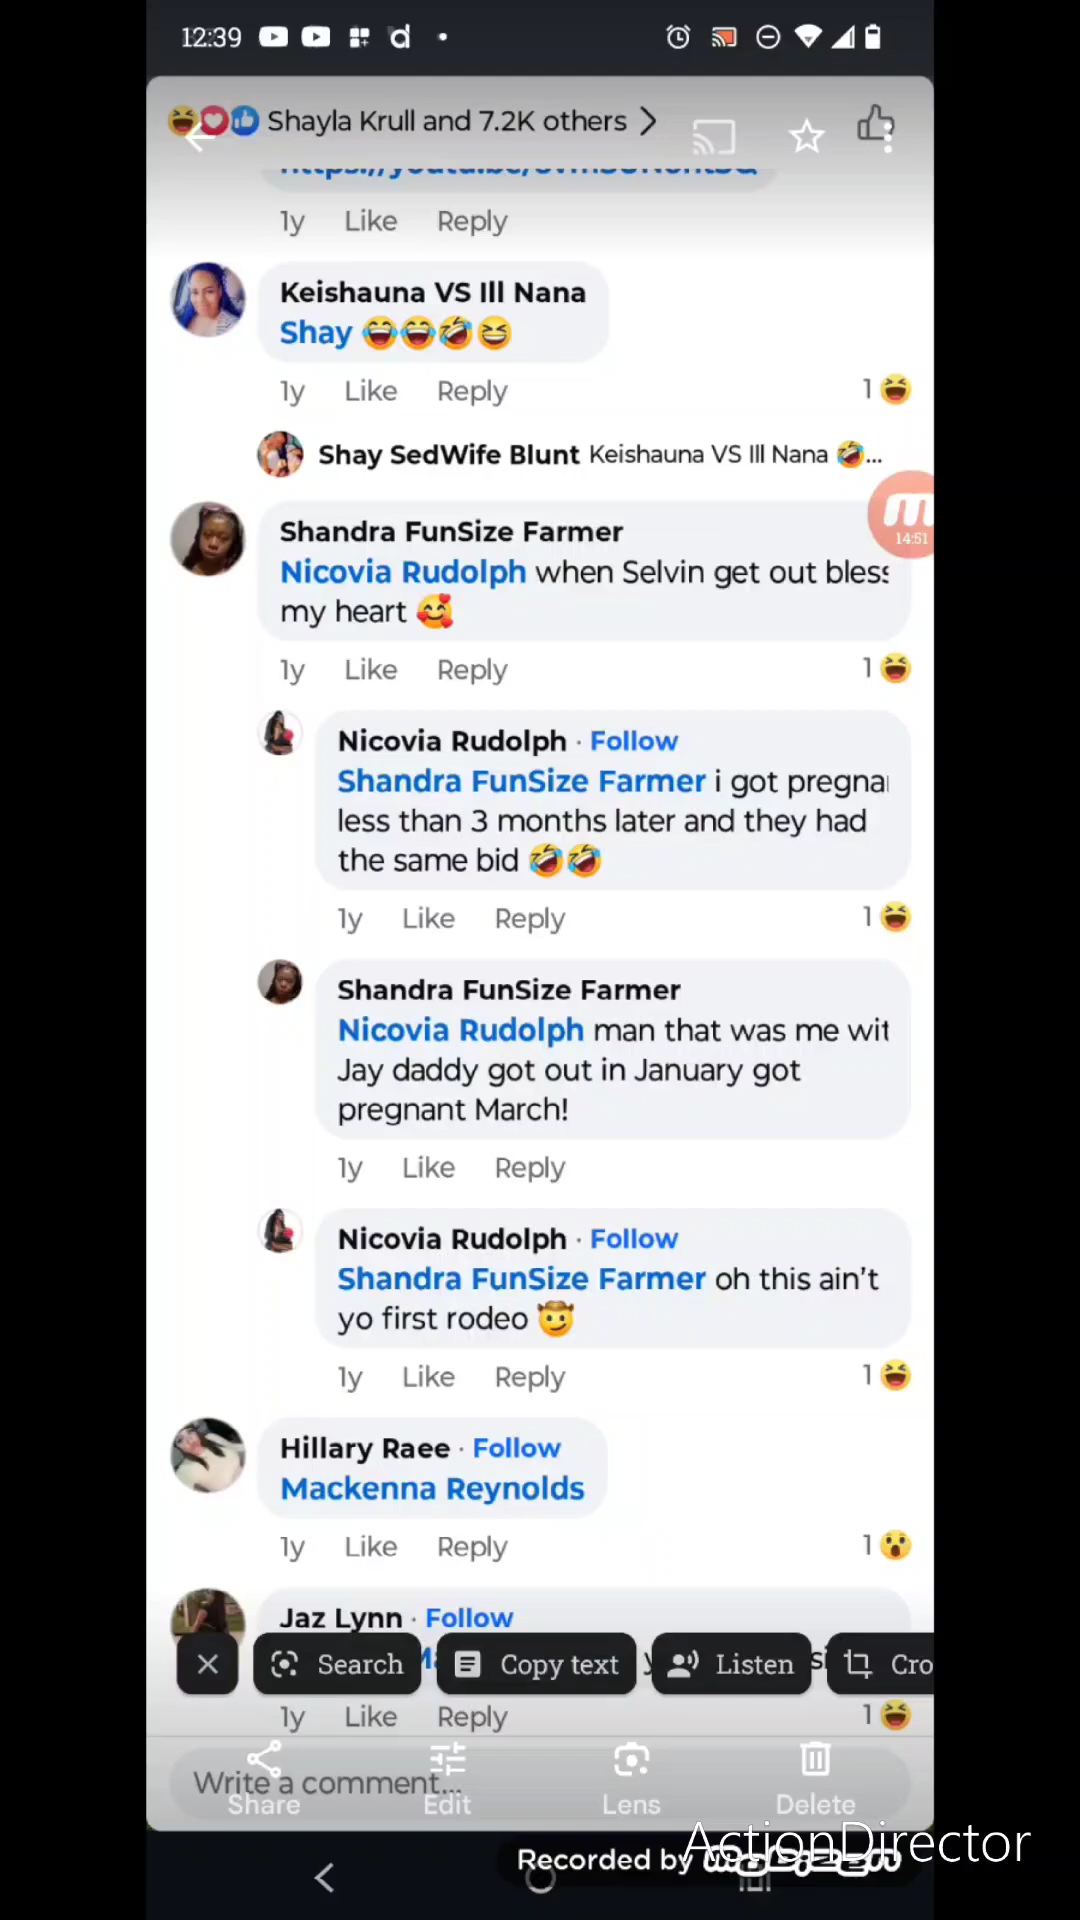 12:39
Shayla Krull and 7.2K others
1y Like Reply
Keishauna VS Ill Nana
Shay 😂😂🤣😆
1y Like Reply 1
Shay SedWife Blunt Keishauna VS Ill Nana 🤣...
14:51
Shandra FunSize Farmer
Nicovia Rudolph when Selvin get out bless
my heart 🥰
1y Like Reply 1
Nicovia Rudolph · Follow
Shandra FunSize Farmer i got pregna
less than 3 months later and they had
the same bid 🤣🤣
1y Like Reply 1
Shandra FunSize Farmer
Nicovia Rudolph man that was me wit
Jay daddy got out in January got
pregnant March!
1y Like Reply
Nicovia Rudolph · Follow
Shandra FunSize Farmer oh this ain't
yo first rodeo 🤠
1y Like Reply 1
Hillary Raee · Follow
Mackenna Reynolds
1y Like Reply 1
Jaz Lynn · Follow
Search Copy text Listen Cro
1y Like Reply 1
Write a comment...
Share Edit Lens Delete
ActionDirector
Recorded by mobizen